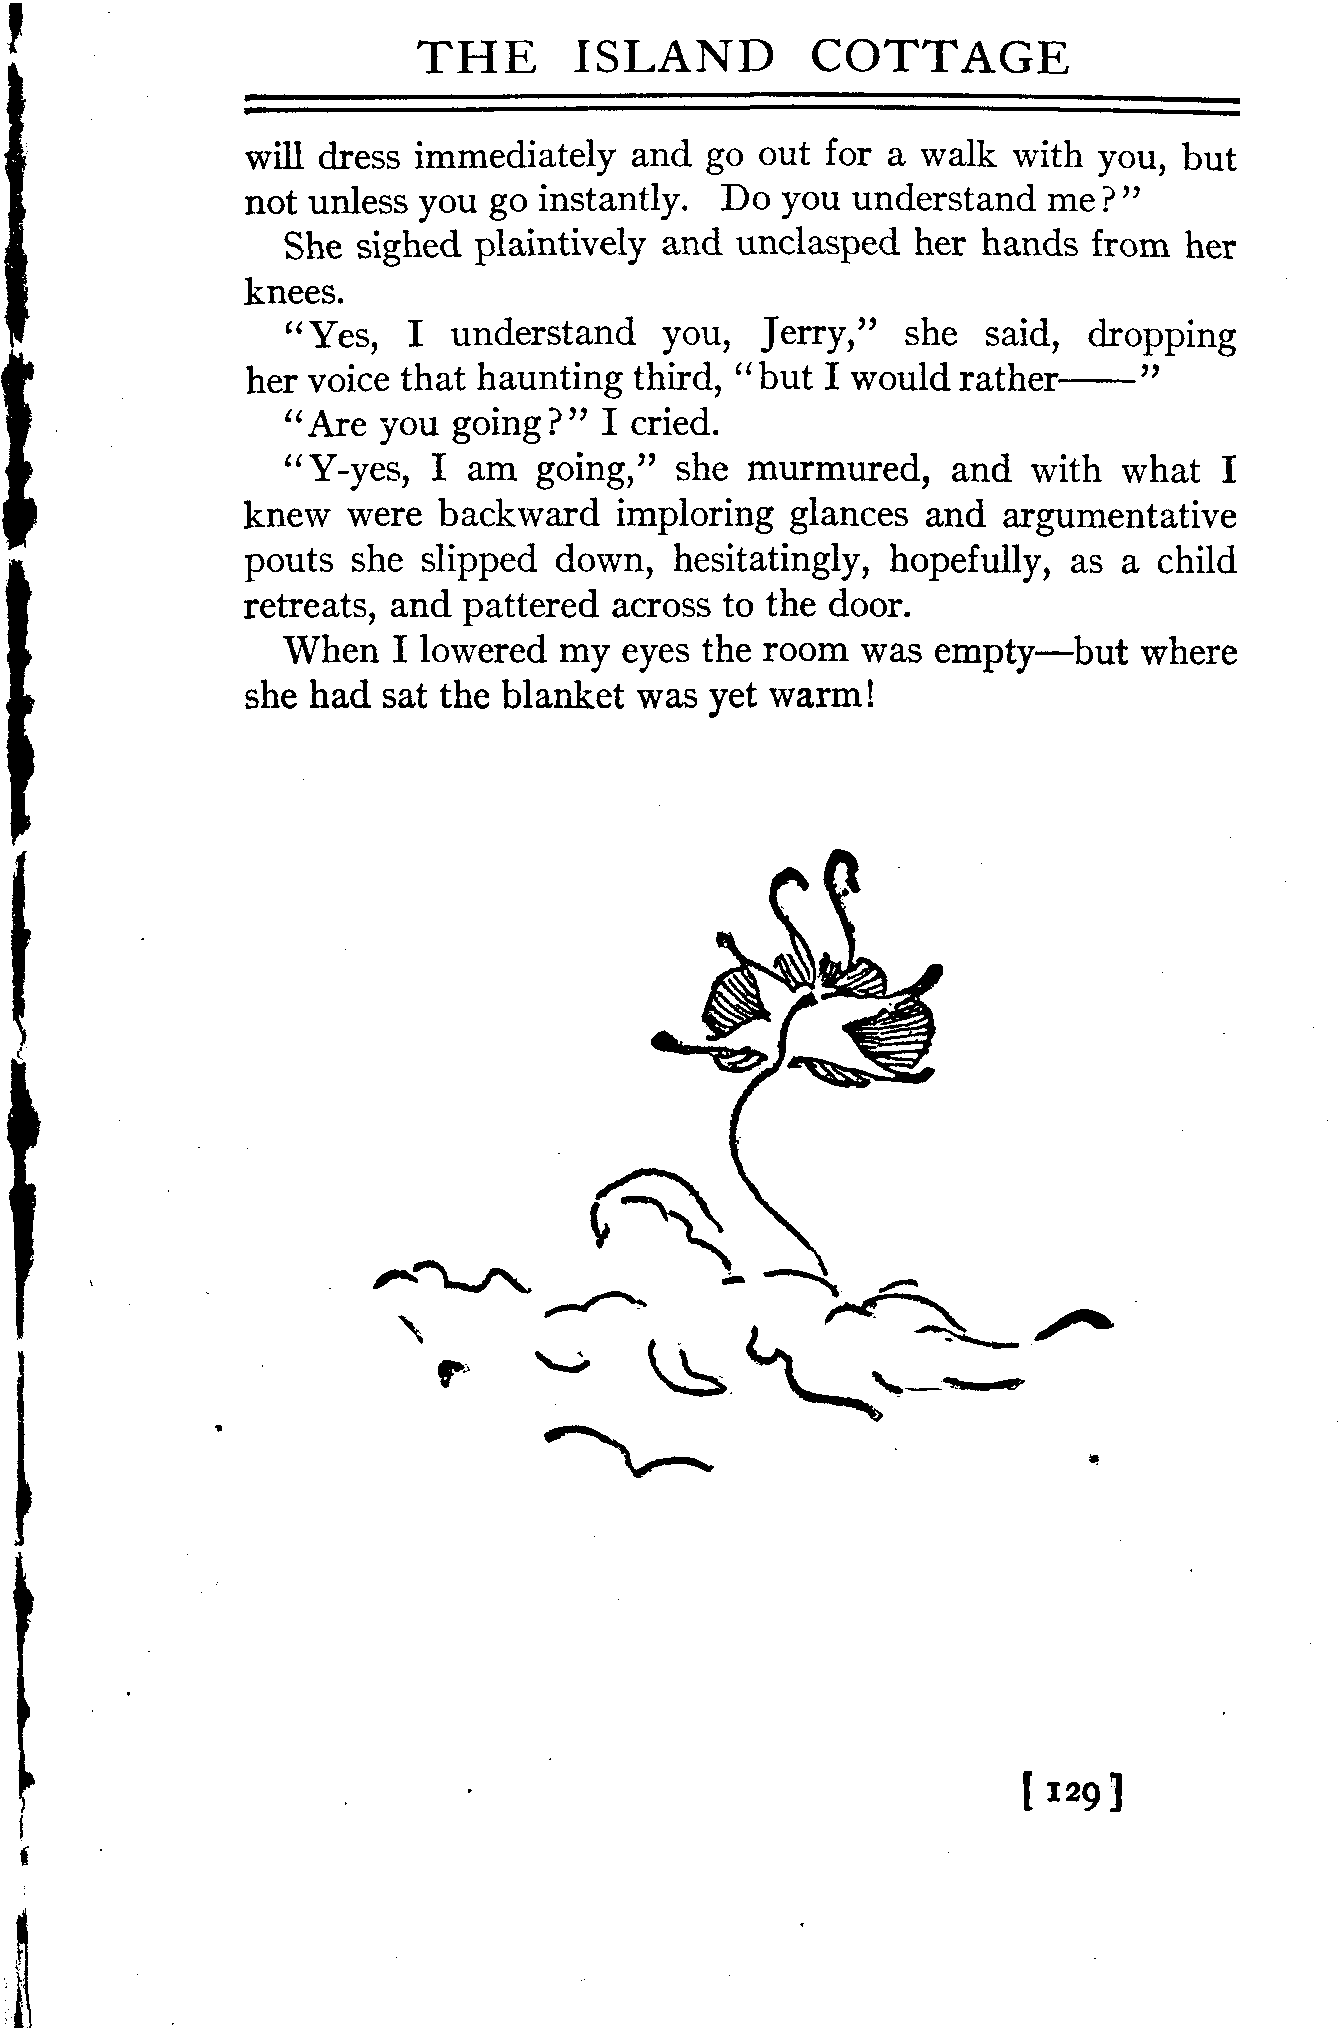 THE ISLAND COTTAGE
will dress immediately and go out for a walk with you, but
not unless you go instantly. Do you understand me?"
She sighed plaintively and unclasped her hands from her
knees.
"Yes, I understand you, Jerry," she said, dropping
her voice that haunting third, "but I would rather——"
"Are you going?" I cried.
"Y-yes, I am going," she murmured, and with what I
knew were backward imploring glances and argumentative
pouts she slipped down, hesitatingly, hopefully, as a child
retreats, and pattered across to the door.
When I lowered my eyes the room was empty—but where
she had sat the blanket was yet warm!
[129]